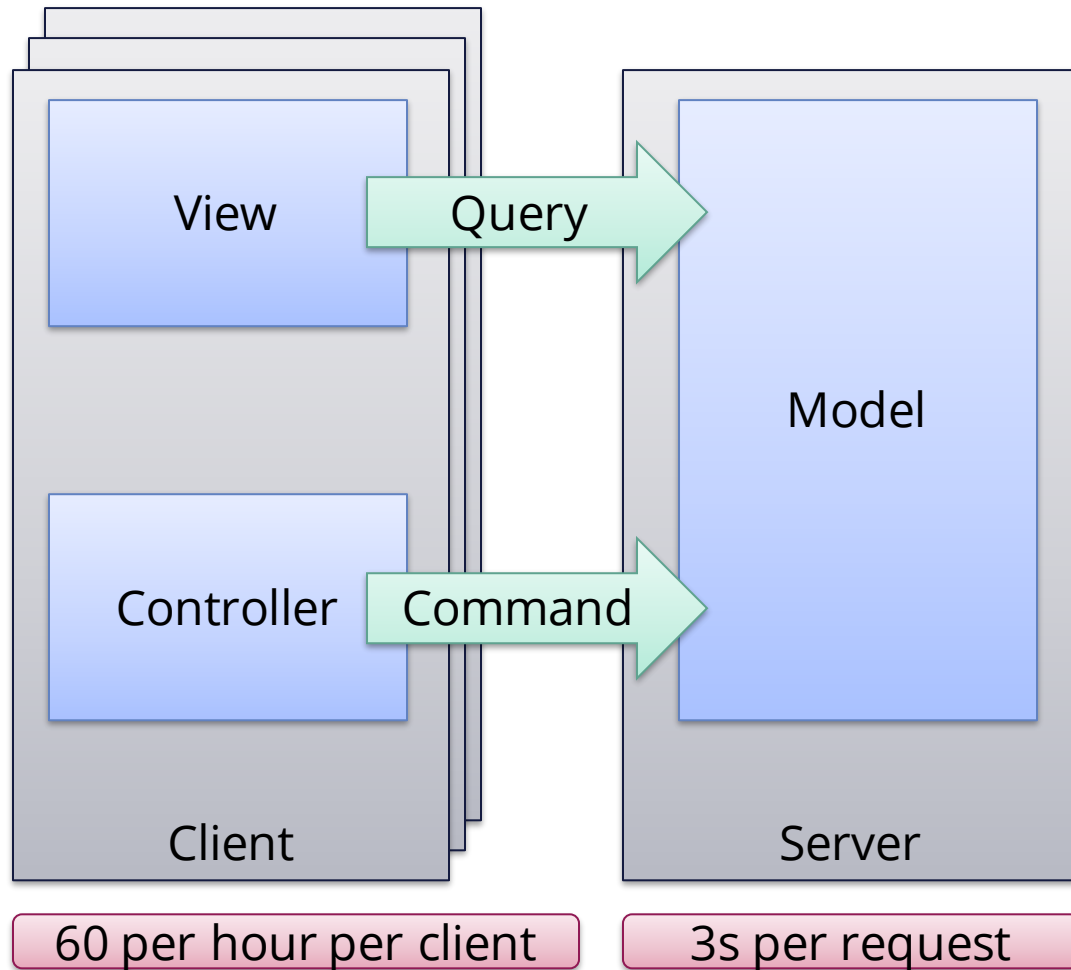 View
Query
Model
Controller
Command
Client
Server
60 per hour per client
3s per request